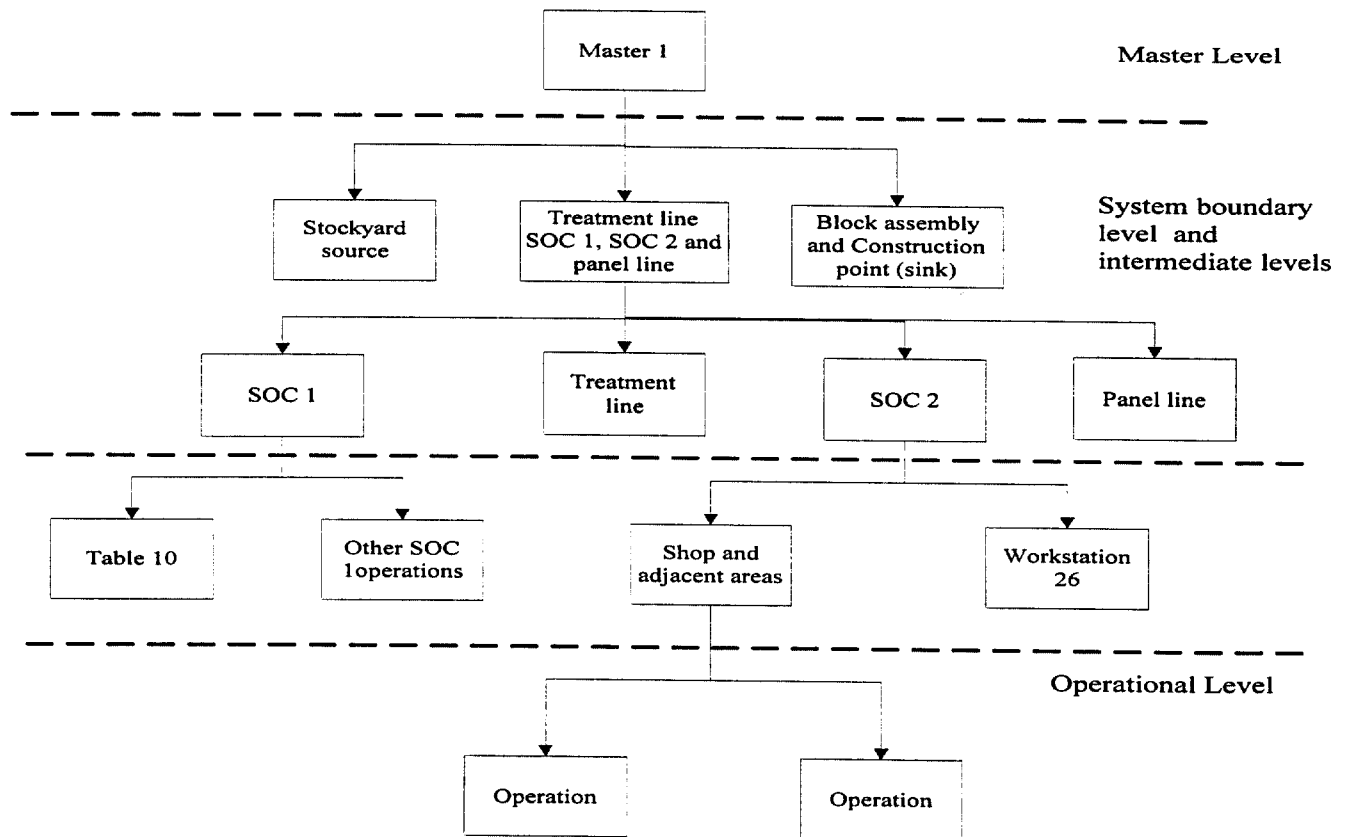 Master 1
Master Level
Stockyard
source
Treatment line
SOC 1, SOC 2 and
panel line
Block assembly
and Construction
point (sink)
System boundary
level and
intermediate levels
SOC 1
Treatment
line
SOC 2
Panel line
Table 10
Other SOC
1operations
Shop and
adjacent areas
Workstation
26
Operational Level
Operation
Operation